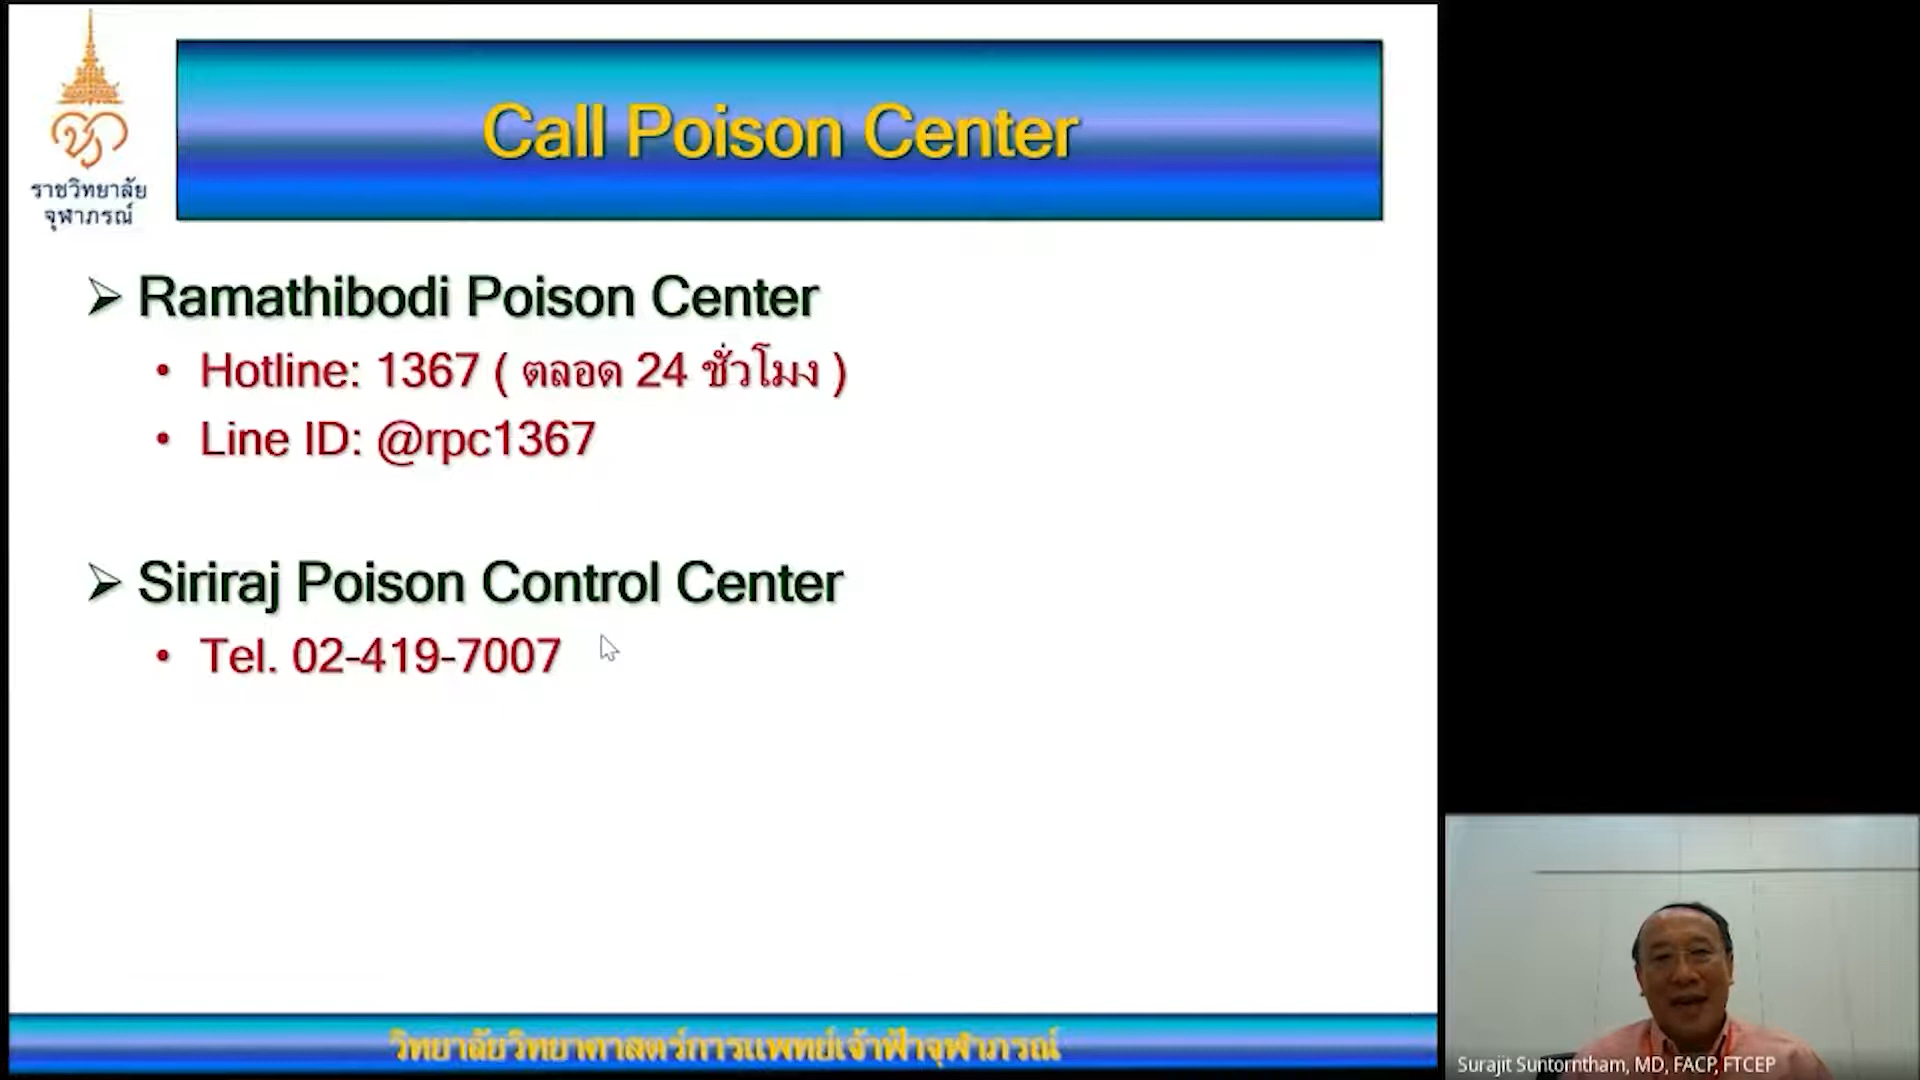 ราชวิทยาลัย
จุฬาภรณ์
Call Poison Center
Ramathibodi Poison Center
Hotline: 1367 ( ตลอด 24 ชั่วโมง )
Line ID: @rpc1367
Siriraj Poison Control Center
Tel. 02-419-7007
วิทยาลัยวิทยาศาสตร์การแพทย์เจ้าฟ้าจุฬาภรณ์
Surajit Suntorntham, MD, FACP, FTCEP